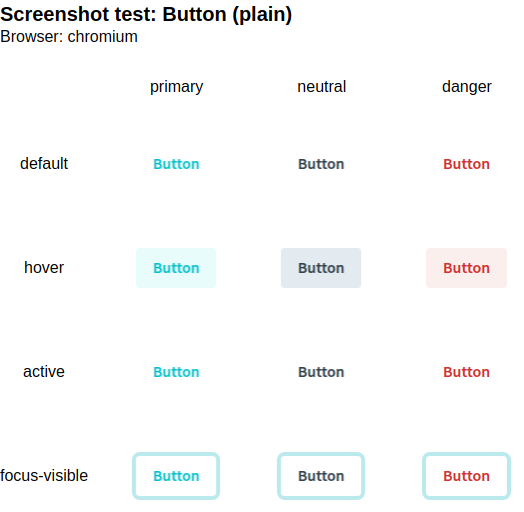 Screenshot test: Button (plain)
Browser: chromium
primary neutral danger
default Button Button Button
hover Button Button Button
active Button Button Button
focus-visible Button Button Button